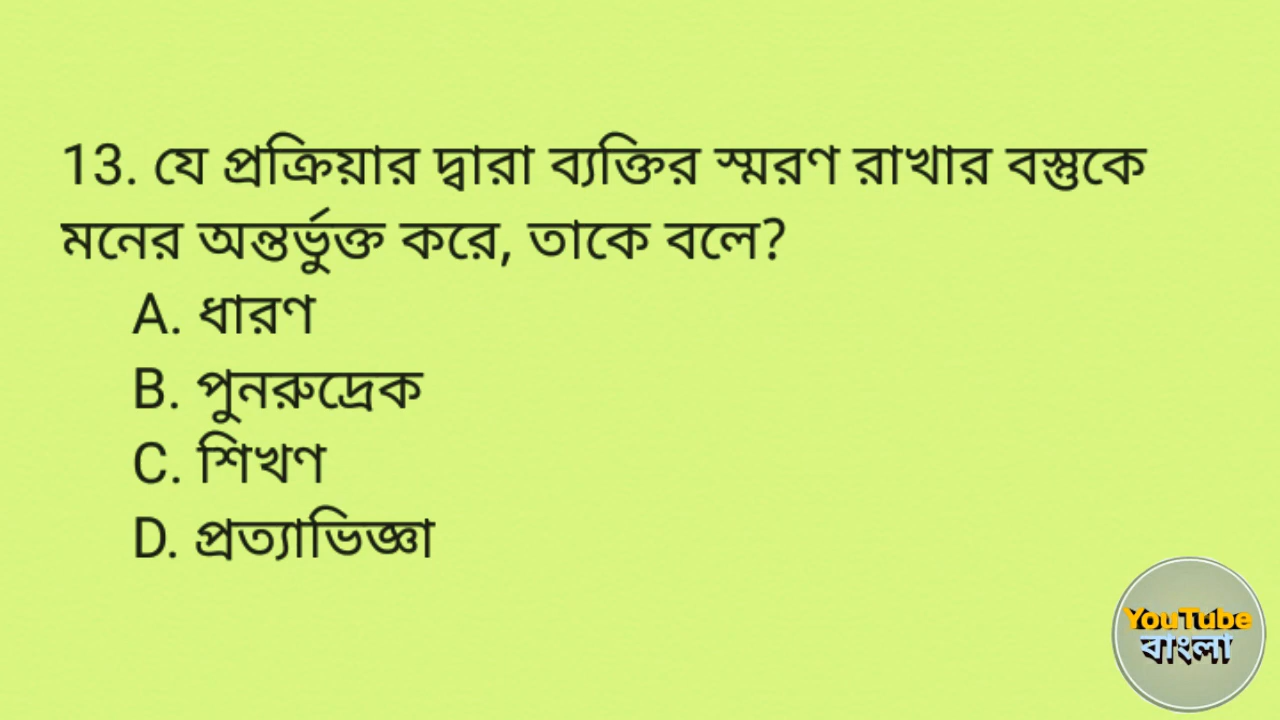 13. যে প্রক্রিয়ার দ্বারা ব্যক্তির স্মরণ রাখার বস্তুকে
মনের অন্তর্ভুক্ত করে, তাকে বলে?
A. ধারণ
B. পুনরুদ্রেক
C. শিখণ
D. প্রত্যাভিজ্ঞা
YouTube
বাংলা